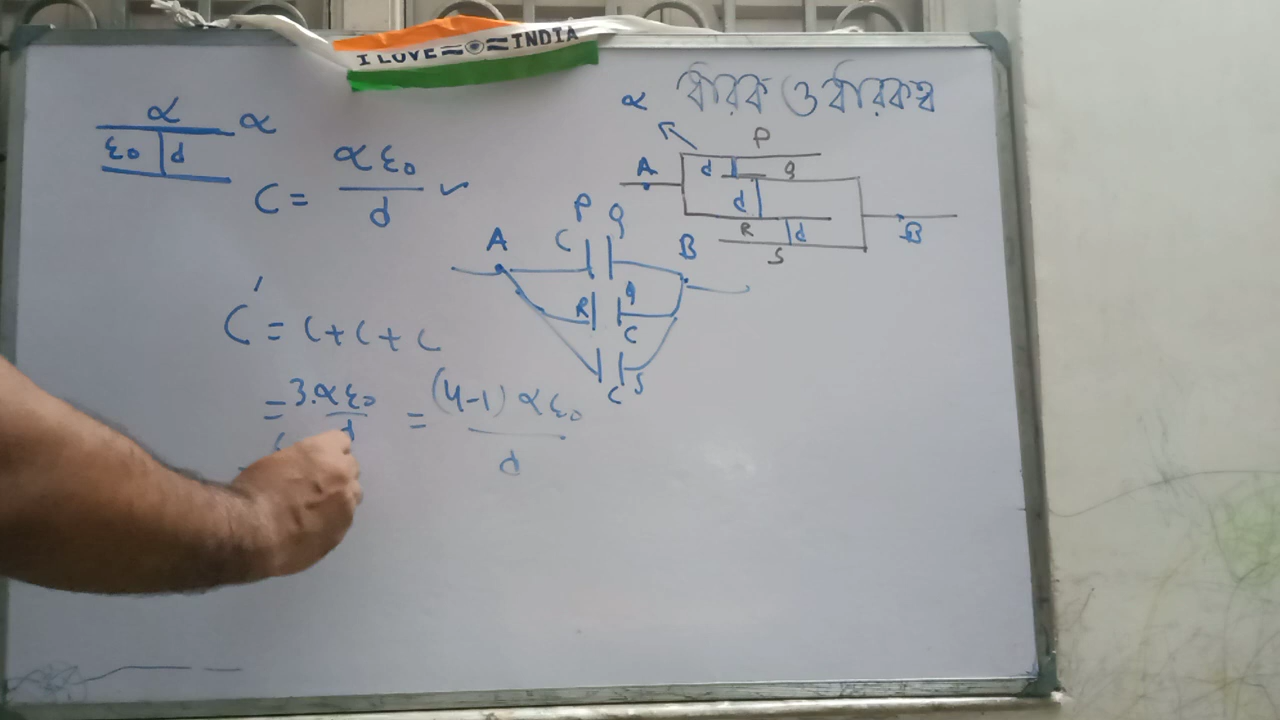 I LOVE INDIA
ধারক ও ধারকত্ব
α
α
ε₀ d
C = αε₀/d ✓
α
P
A d q
d
R d
S
B
P Q
A C B
R q
C
C S
C' = C + C + C
= 3.αε₀/d = (4-1)αε₀/d